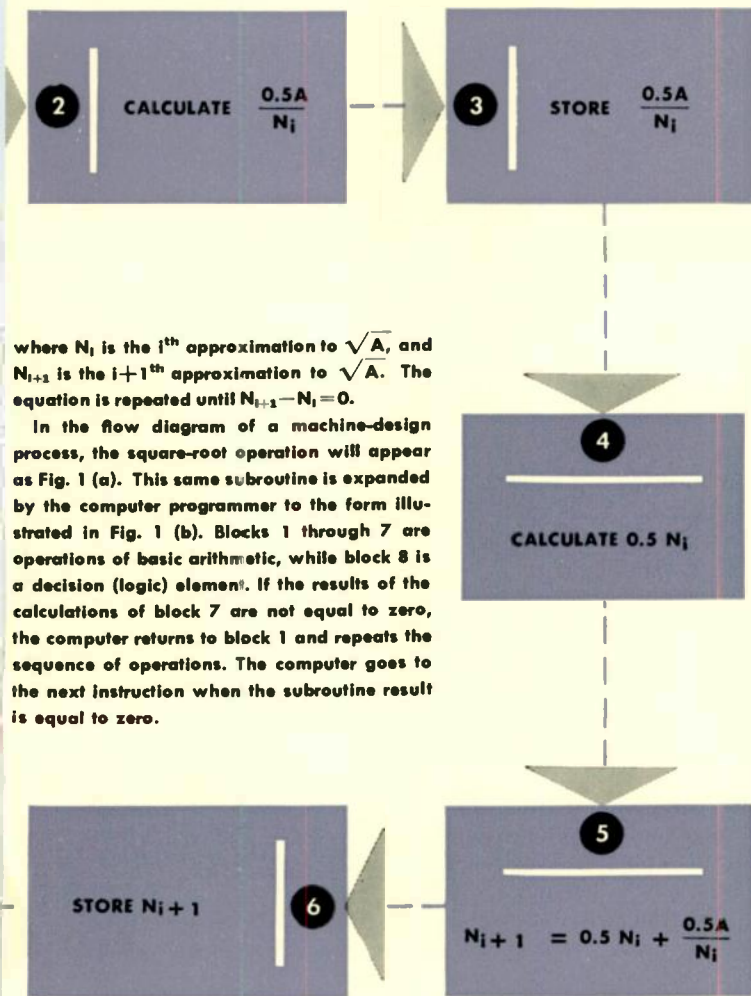 2 CALCULATE 0.5A / Ni
3 STORE 0.5A / Ni
where Ni is the ith approximation to √A, and
Ni+1 is the i+1th approximation to √A. The
equation is repeated until Ni+1−Ni=0.
In the flow diagram of a machine-design
process, the square-root operation will appear
as Fig. 1 (a). This same subroutine is expanded
by the computer programmer to the form illu-
strated in Fig. 1 (b). Blocks 1 through 7 are
operations of basic arithmetic, while block 8 is
a decision (logic) element. If the results of the
calculations of block 7 are not equal to zero,
the computer returns to block 1 and repeats the
sequence of operations. The computer goes to
the next instruction when the subroutine result
is equal to zero.
4
CALCULATE 0.5 Ni
5
Ni+1 = 0.5 Ni + 0.5A / Ni
STORE Ni+1 6